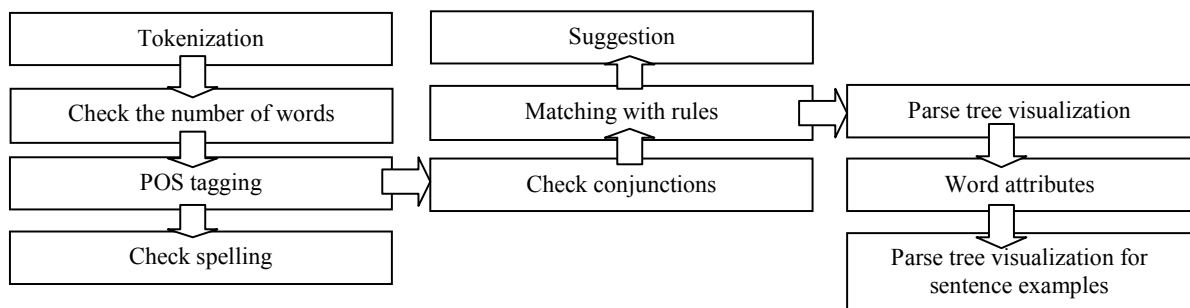 Tokenization
Check the number of words
POS tagging
Check spelling
Suggestion
Matching with rules
Check conjunctions
Parse tree visualization
Word attributes
Parse tree visualization for
sentence examples